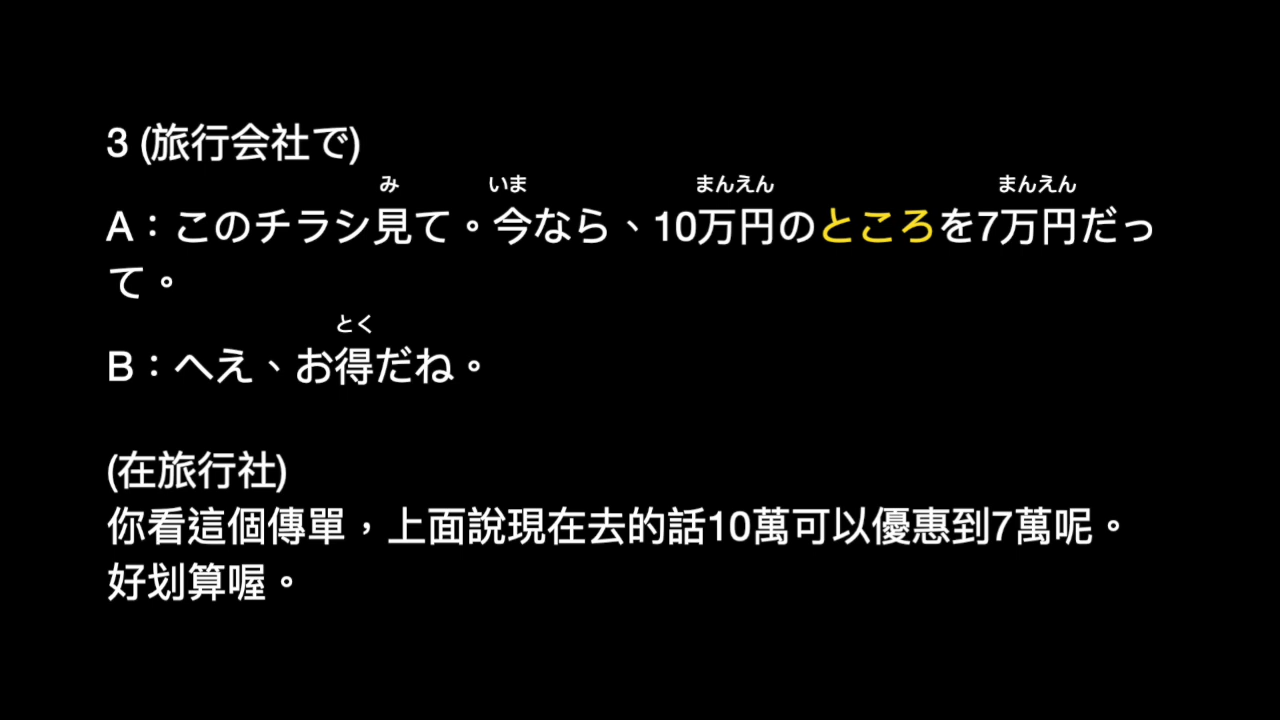 3 (旅行会社で)
み いま まんえん まんえん
A：このチラシ見て。今なら、10万円のところを7万円だっ
て。
とく
B：へえ、お得だね。
(在旅行社)
你看這個傳單，上面說現在去的話10萬可以優惠到7萬呢。
好划算喔。